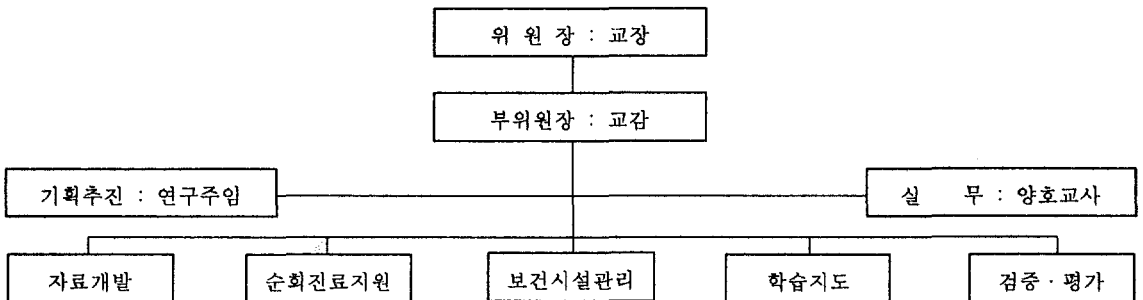 위 원 장 : 교장
부위원장 : 교감
기획추진 : 연구주임
실 무 : 양호교사
자료개발
순회진료지원
보건시설관리
학습지도
검증 · 평가